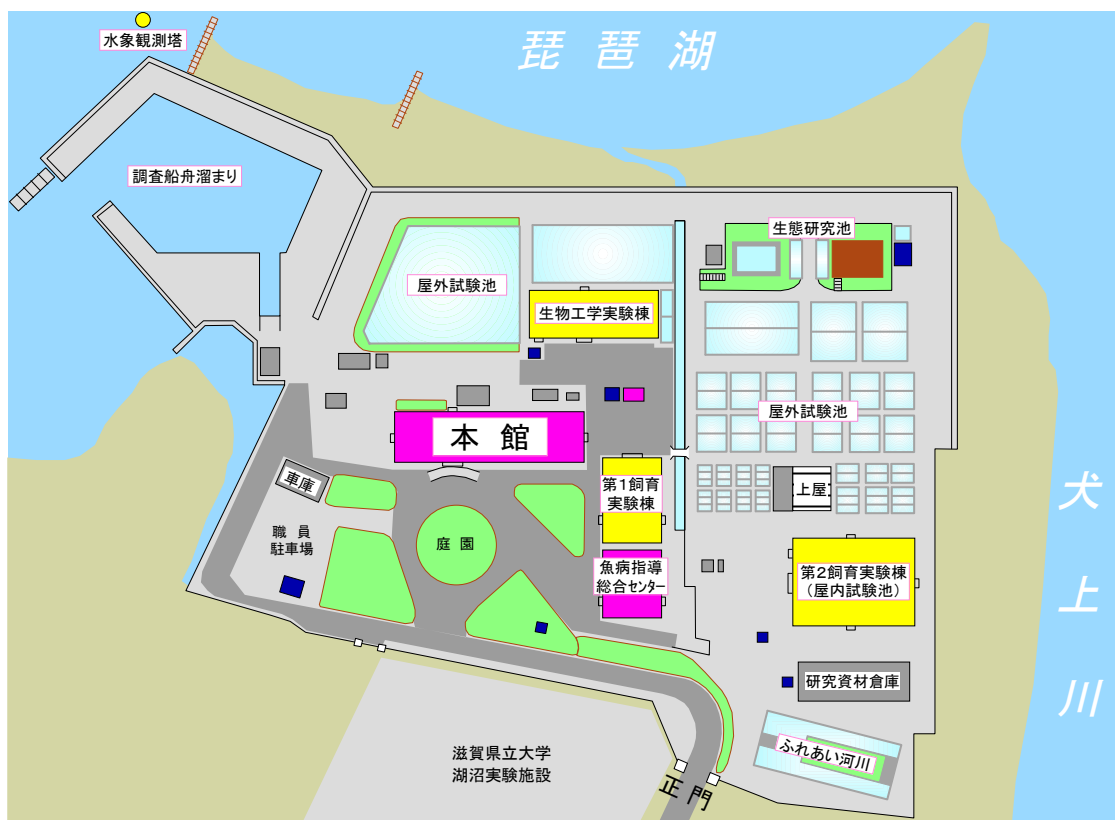 水象観測塔
琵琶湖
調査船舟溜まり
生態研究池
屋外試験池
生物工学実験棟
屋外試験池
本館
車庫
第1飼育
実験棟
上屋
犬上川
職員
駐車場
庭園
魚病指導
総合センター
第2飼育実験棟
(屋内試験池)
研究資材倉庫
ふれあい河川
滋賀県立大学
湖沼実験施設
正門